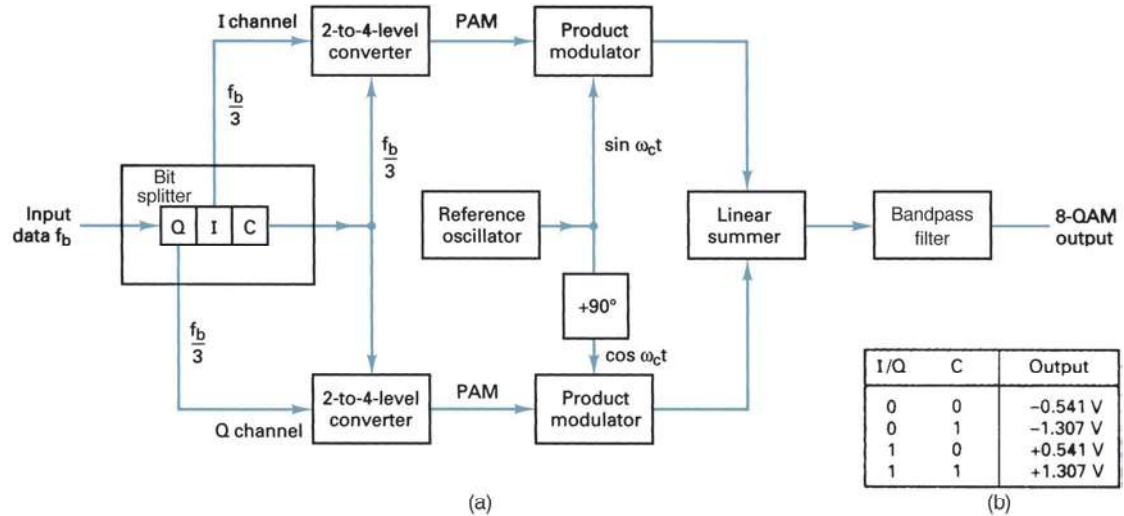 I channel
2-to-4-level
converter
PAM
Product
modulator
f_b
3
f_b
3
sin ω_c t
Bit
splitter
Input
data f_b
Q I C
Reference
oscillator
Linear
summer
Bandpass
filter
8-QAM
output
+90°
f_b
3
cos ω_c t
2-to-4-level
converter
PAM
Product
modulator
Q channel
I/Q C Output
0 0 −0.541 V
0 1 −1.307 V
1 0 +0.541 V
1 1 +1.307 V
(a)
(b)